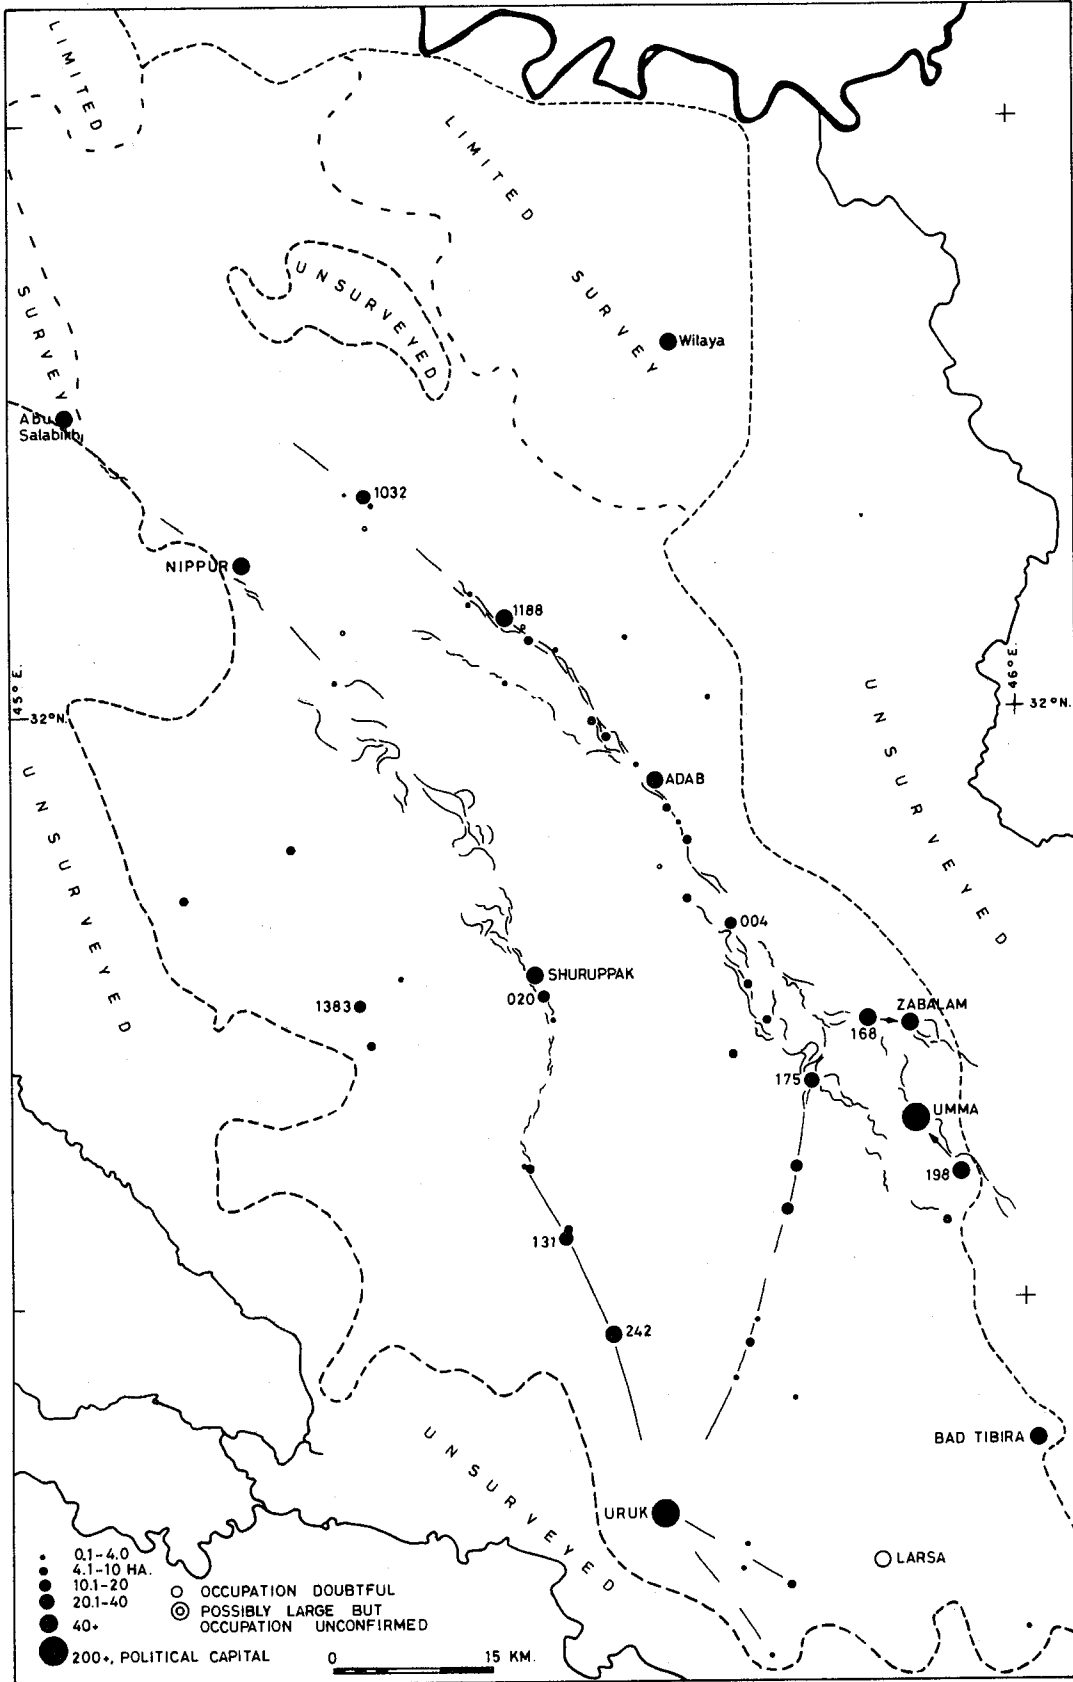 LIMITED
SURVEY
LIMITED
SURVEY
UNSURVEYED
Wilaya
Abu
Salabikh
1032
NIPPUR
1188
45° E.
32°N.
46° E.
32°N.
ADAB
UNSURVEYED
UNSURVEYED
004
SHURUPPAK
020
1383
ZABALAM
168
175
UMMA
198
131
242
BAD TIBIRA
UNSURVEYED
URUK
LARSA
0.1-4.0
4.1-10 HA.
10.1-20
20.1-40
40+
200+, POLITICAL CAPITAL
OCCUPATION DOUBTFUL
POSSIBLY LARGE BUT
OCCUPATION UNCONFIRMED
0 15 KM.